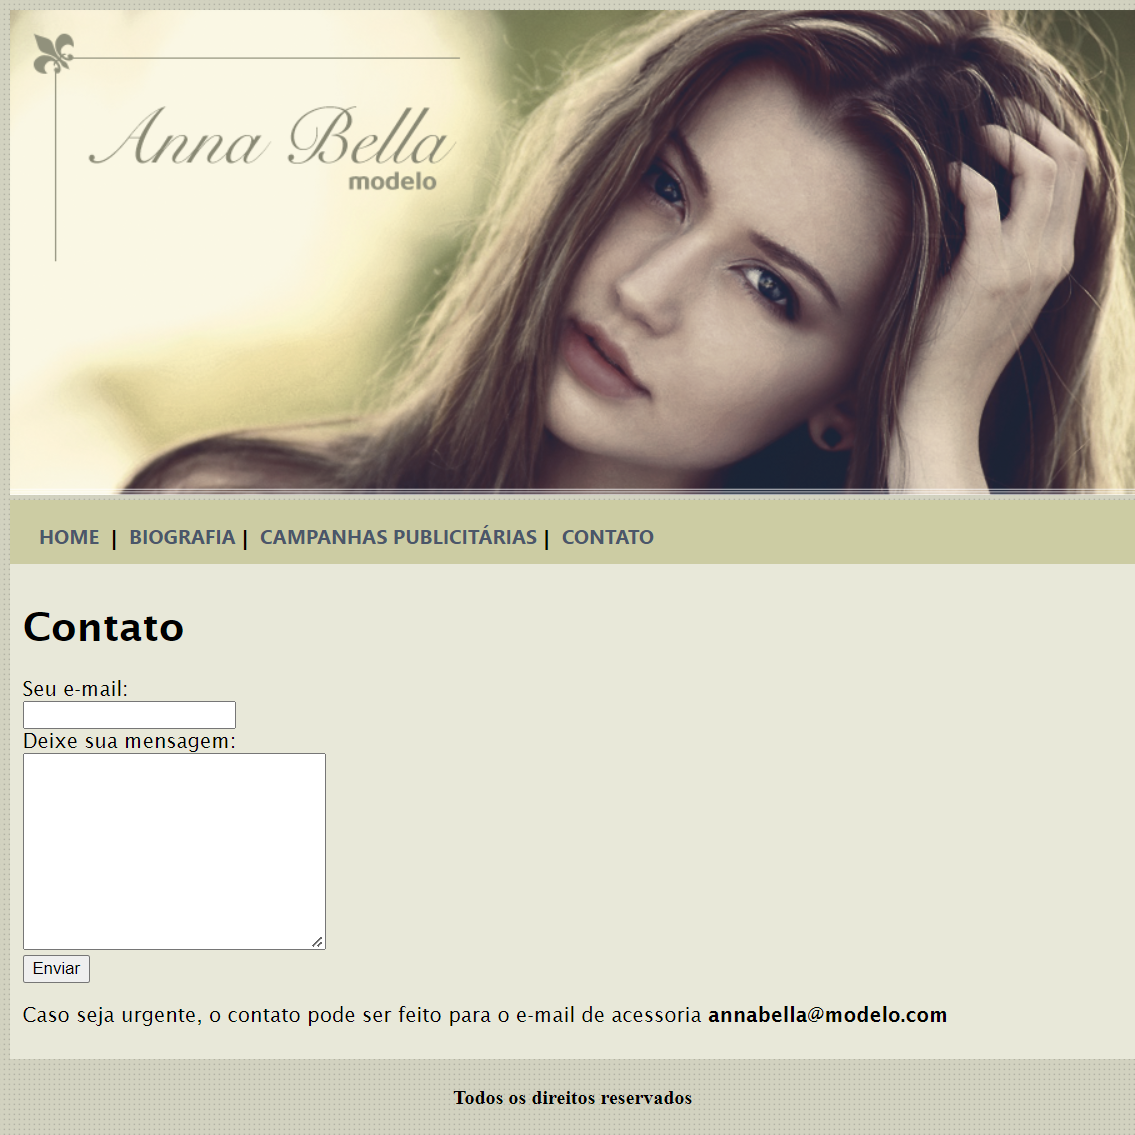 Anna Bella
modelo
HOME | BIOGRAFIA | CAMPANHAS PUBLICITÁRIAS | CONTATO
Contato
Seu e-mail:
Deixe sua mensagem:
Enviar
Caso seja urgente, o contato pode ser feito para o e-mail de acessoria annabella@modelo.com
Todos os direitos reservados